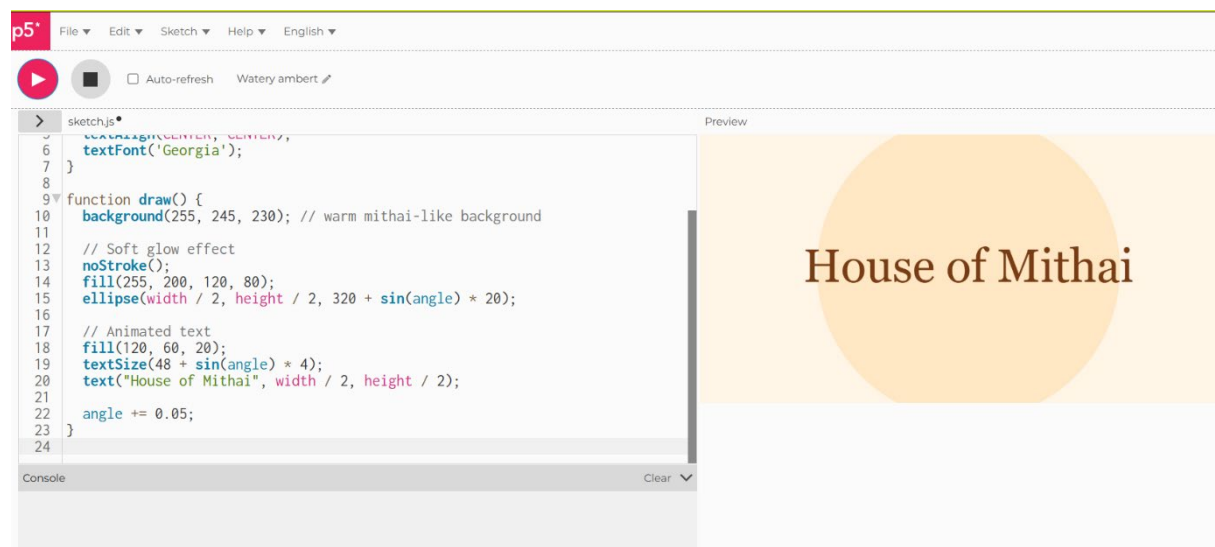 p5* File ▼ Edit ▼ Sketch ▼ Help ▼ English ▼
Auto-refresh Watery ambert
> sketch.js•
Preview
5 textAlign(CENTER, CENTER);
6 textFont('Georgia');
7 }
8
9 function draw() {
10 background(255, 245, 230); // warm mithai-like background
11
12 // Soft glow effect
13 noStroke();
14 fill(255, 200, 120, 80);
15 ellipse(width / 2, height / 2, 320 + sin(angle) * 20);
16
17 // Animated text
18 fill(120, 60, 20);
19 textSize(48 + sin(angle) * 4);
20 text("House of Mithai", width / 2, height / 2);
21
22 angle += 0.05;
23 }
24
Console Clear
House of Mithai